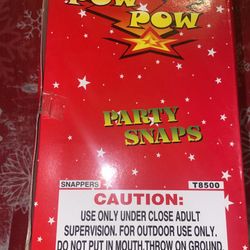 POW
POW
PARTY
SNAPS
SNAPPERS T8500
CAUTION:
USE ONLY UNDER CLOSE ADULT
SUPERVISION. FOR OUTDOOR USE ONLY.
DO NOT PUT IN MOUTH.THROW ON GROUND.